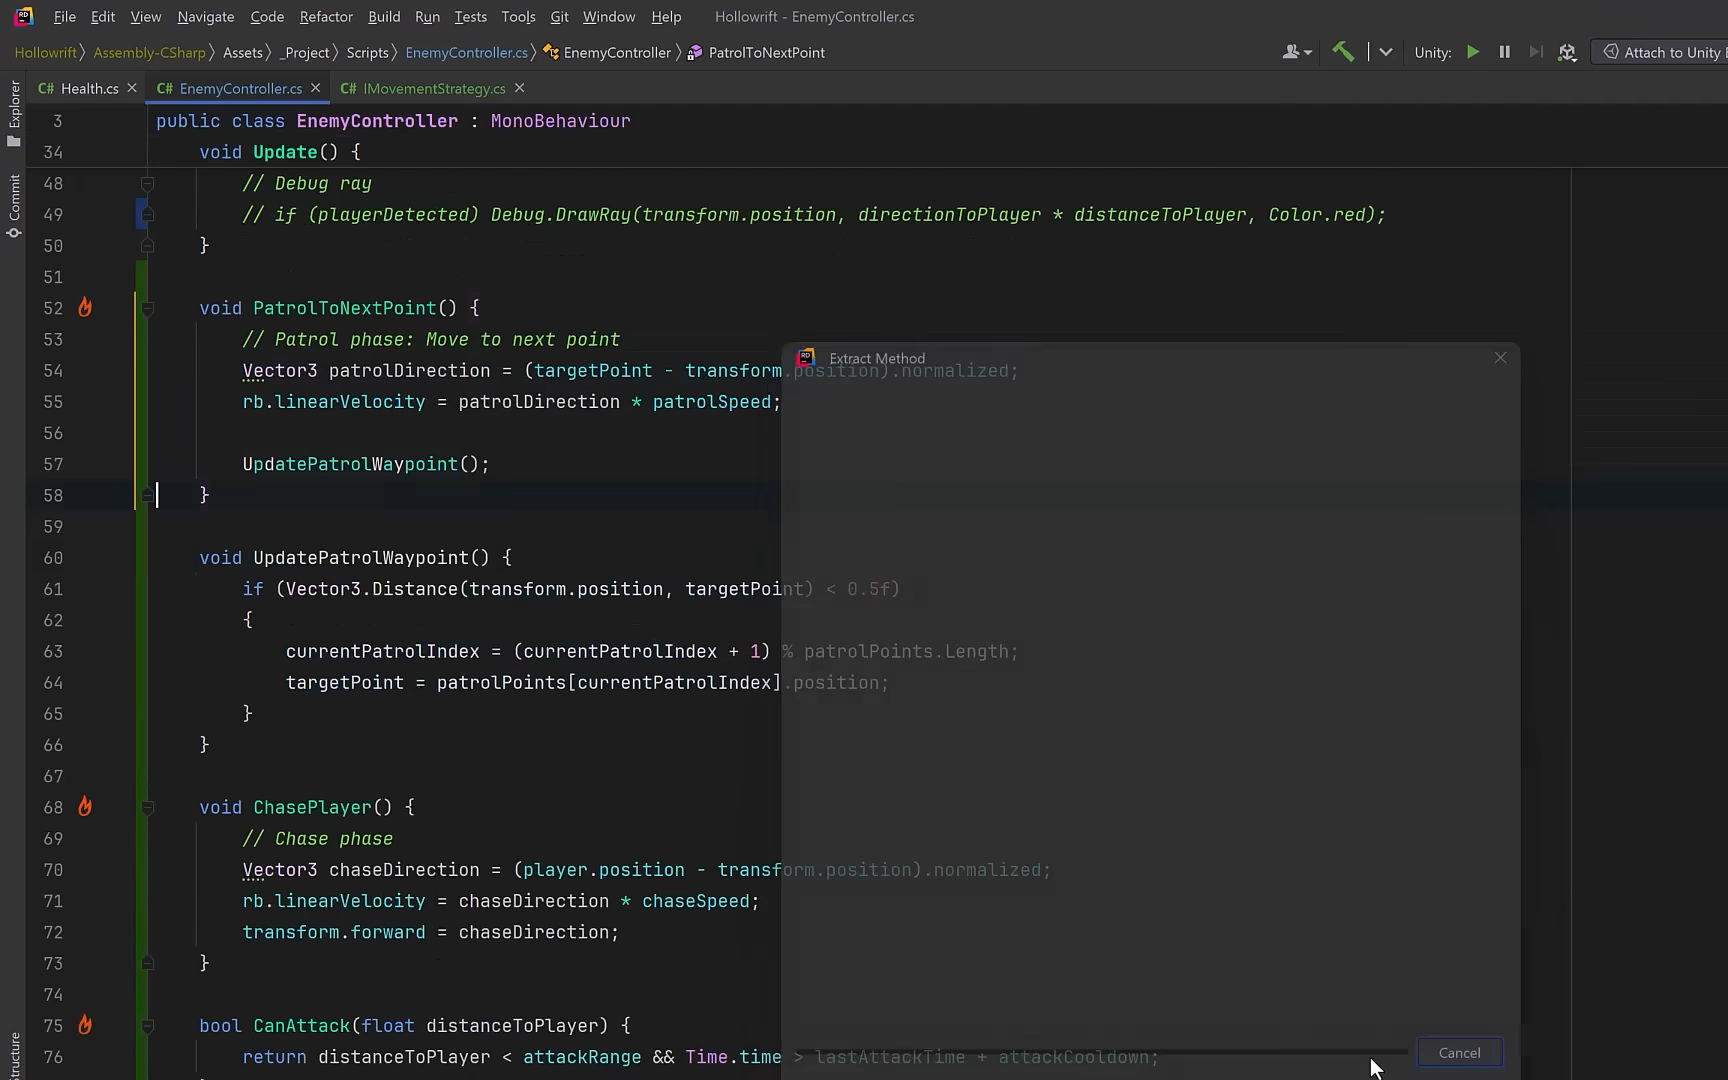 File Edit View Navigate Code Refactor Build Run Tests Tools Git Window Help Hollowrift - EnemyController.cs
Hollowrift Assembly-CSharp Assets _Project Scripts EnemyController.cs EnemyController PatrolToNextPoint Unity: Attach to Unity E
C# Health.cs C# EnemyController.cs C# IMovementStrategy.cs
Explorer
Commit
Structure
3 public class EnemyController : MonoBehaviour
34 void Update() {
48 // Debug ray
49 // if (playerDetected) Debug.DrawRay(transform.position, directionToPlayer * distanceToPlayer, Color.red);
50 }
51
52 void PatrolToNextPoint() {
53 // Patrol phase: Move to next point
Extract Method
54 Vector3 patrolDirection = (targetPoint - transform.position).normalized;
55 rb.linearVelocity = patrolDirection * patrolSpeed;
56
57 UpdatePatrolWaypoint();
58 }
59
60 void UpdatePatrolWaypoint() {
61 if (Vector3.Distance(transform.position, targetPoint) < 0.5f)
62 {
63 currentPatrolIndex = (currentPatrolIndex + 1) % patrolPoints.Length;
64 targetPoint = patrolPoints[currentPatrolIndex].position;
65 }
66 }
67
68 void ChasePlayer() {
69 // Chase phase
70 Vector3 chaseDirection = (player.position - transform.position).normalized;
71 rb.linearVelocity = chaseDirection * chaseSpeed;
72 transform.forward = chaseDirection;
73 }
74
75 bool CanAttack(float distanceToPlayer) {
76 return distanceToPlayer < attackRange && Time.time > lastAttackTime + attackCooldown;
Cancel